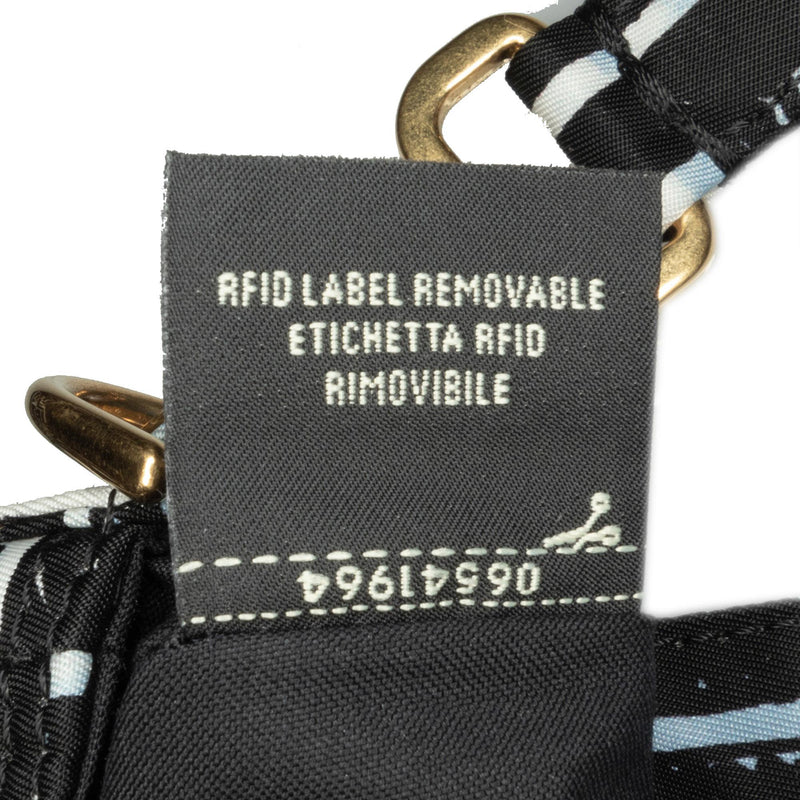 RFID LABEL REMOVABLE
ETICHETTA RFID
RIMOVIBILE
06541964